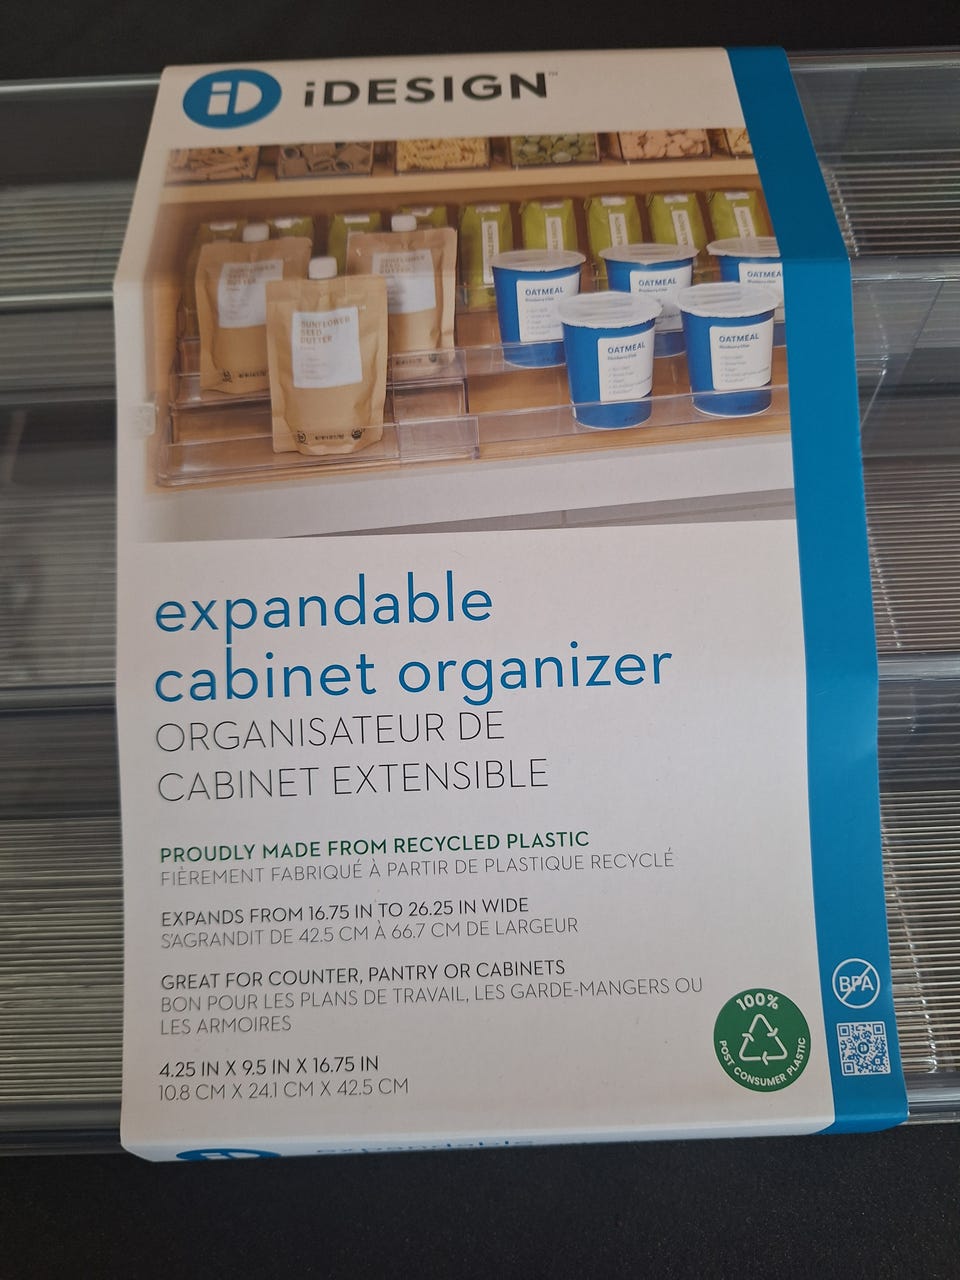 iD iDESIGN™
SUNFLOWER
SEED
BUTTER
OATMEAL
OATMEAL
OATMEAL
OATMEAL
OATMEAL
expandable
cabinet organizer
ORGANISATEUR DE
CABINET EXTENSIBLE
PROUDLY MADE FROM RECYCLED PLASTIC
FIÈREMENT FABRIQUÉ À PARTIR DE PLASTIQUE RECYCLÉ
EXPANDS FROM 16.75 IN TO 26.25 IN WIDE
S'AGRANDIT DE 42.5 CM À 66.7 CM DE LARGEUR
GREAT FOR COUNTER, PANTRY OR CABINETS
BON POUR LES PLANS DE TRAVAIL, LES GARDE-MANGERS OU
LES ARMOIRES
4.25 IN X 9.5 IN X 16.75 IN
10.8 CM X 24.1 CM X 42.5 CM
100%
POST CONSUMER PLASTIC
BPA
expandable